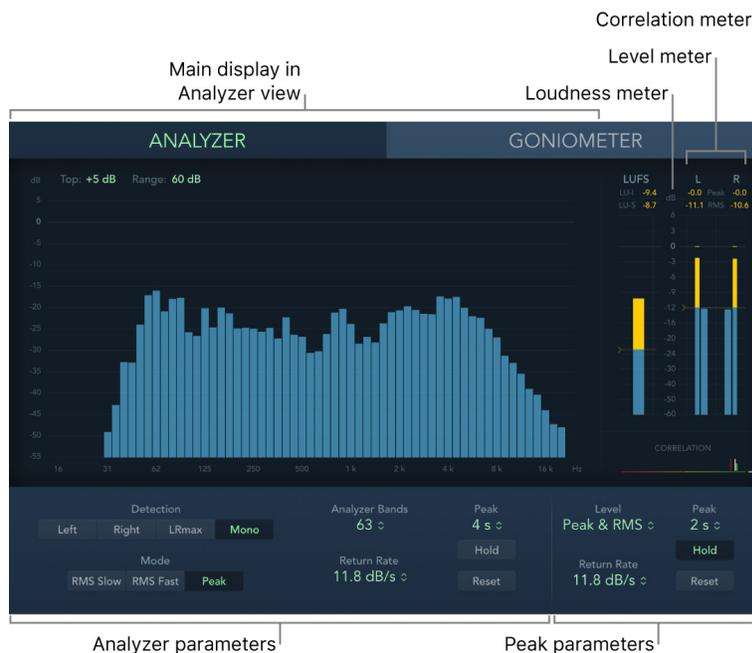 Correlation meter
Level meter
Main display in
Analyzer view
Loudness meter
ANALYZER GONIOMETER
dB Top: +5 dB Range: 60 dB
LUFS L R
LU-I -9.4 dB -0.0 Peak -0.0
LU-S -8.7 -11.1 RMS -10.6
5
0
-5
-10
-15
-20
-25
-30
-35
-40
-45
-50
-55
6
3
0
-3
-6
-9
-12
-16
-20
-24
-30
-40
-50
-60
CORRELATION
16 31 62 125 250 500 1 k 2 k 4 k 8 k 16 k Hz
Detection
Left Right LRmax Mono
Mode
RMS Slow RMS Fast Peak
Analyzer Bands
63
Return Rate
11.8 dB/s
Peak
4 s
Hold
Reset
Level
Peak & RMS
Return Rate
11.8 dB/s
Peak
2 s
Hold
Reset
Analyzer parameters Peak parameters